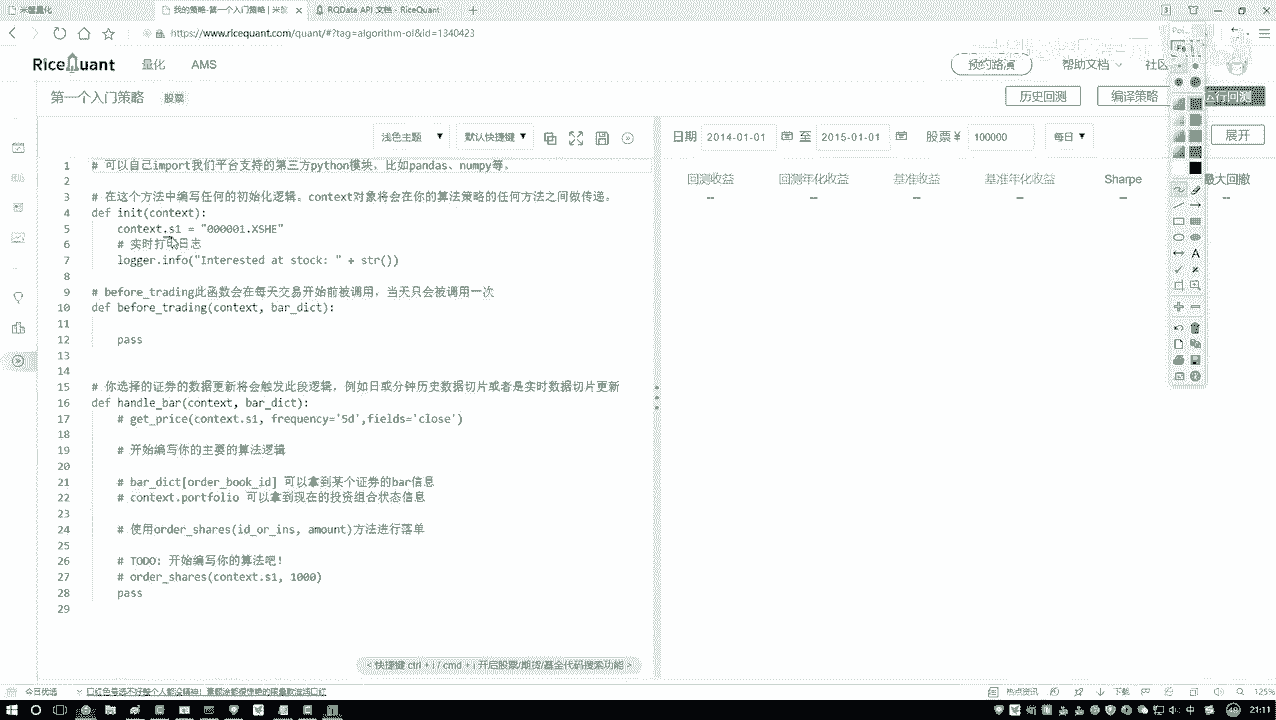 米筐量化
我的策略-第一个入门策略 | 米筐
RQData API 文档 - RiceQuant
https://www.ricequant.com/quant/#?tag=algorithm-ol&id=1340423
RiceQuant
量化
AMS
预约路演
帮助文档
社区
第一个入门策略
股票
历史回测
编译策略
浅色主题
默认快捷键
日期
2014-01-01
至
2015-01-01
股票¥
100000
每日
展开
回测收益
回测年化收益
基准收益
基准年化收益
Sharpe
最大回撤
--
--
--
--
--
--
1 # 可以自己import我们平台支持的第三方python模块，比如pandas、numpy等。
2
3 # 在这个方法中编写任何的初始化逻辑。context对象将会在你的算法策略的任何方法之间做传递。
4 def init(context):
5 context.s1 = "000001.XSHE"
6 # 实时打印日志
7 logger.info("Interested at stock: " + str())
8
9 # before_trading此函数会在每天交易开始前被调用，当天只会被调用一次
10 def before_trading(context, bar_dict):
11
12 pass
13
14
15 # 你选择的证券的数据更新将会触发此段逻辑，例如日或分钟历史数据切片或者是实时数据切片更新
16 def handle_bar(context, bar_dict):
17 # get_price(context.s1, frequency='5d',fields='close')
18
19 # 开始编写你的主要的算法逻辑
20
21 # bar_dict[order_book_id] 可以拿到某个证券的bar信息
22 # context.portfolio 可以拿到现在的投资组合状态信息
23
24 # 使用order_shares(id_or_ins, amount)方法进行落单
25
26 # TODO: 开始编写你的算法吧！
27 # order_shares(context.s1, 1000)
28 pass
29
< 快捷键 ctrl + i / cmd + i 开启股票/期货/基金代码搜索功能 >
今日优选
热点资讯
下载
125%
中
21:11